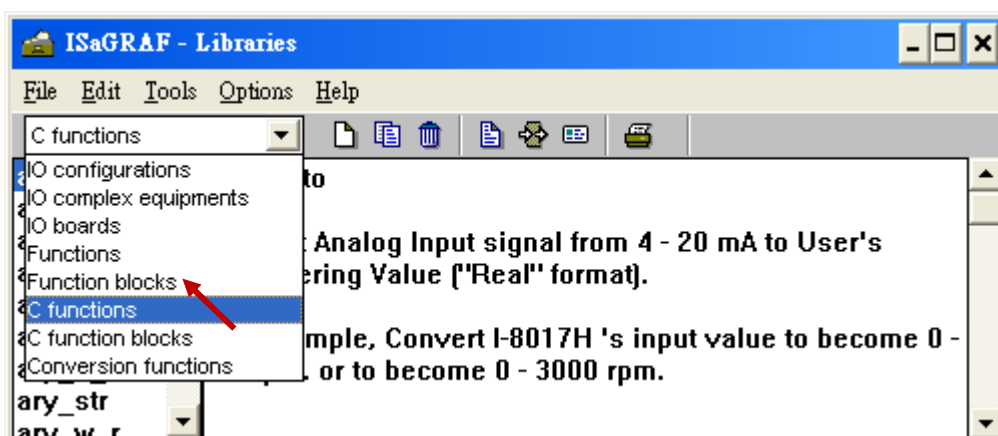 ISaGRAF - Libraries
File Edit Tools Options Help
C functions
IO configurations
IO complex equipments
IO boards
Functions
Function blocks
C functions
C function blocks
Conversion functions
ary_str
ary_w_r
to
Analog Input signal from 4 - 20 mA to User's
ering Value ("Real" format).
mple, Convert I-8017H 's input value to become 0 -
. or to become 0 - 3000 rpm.